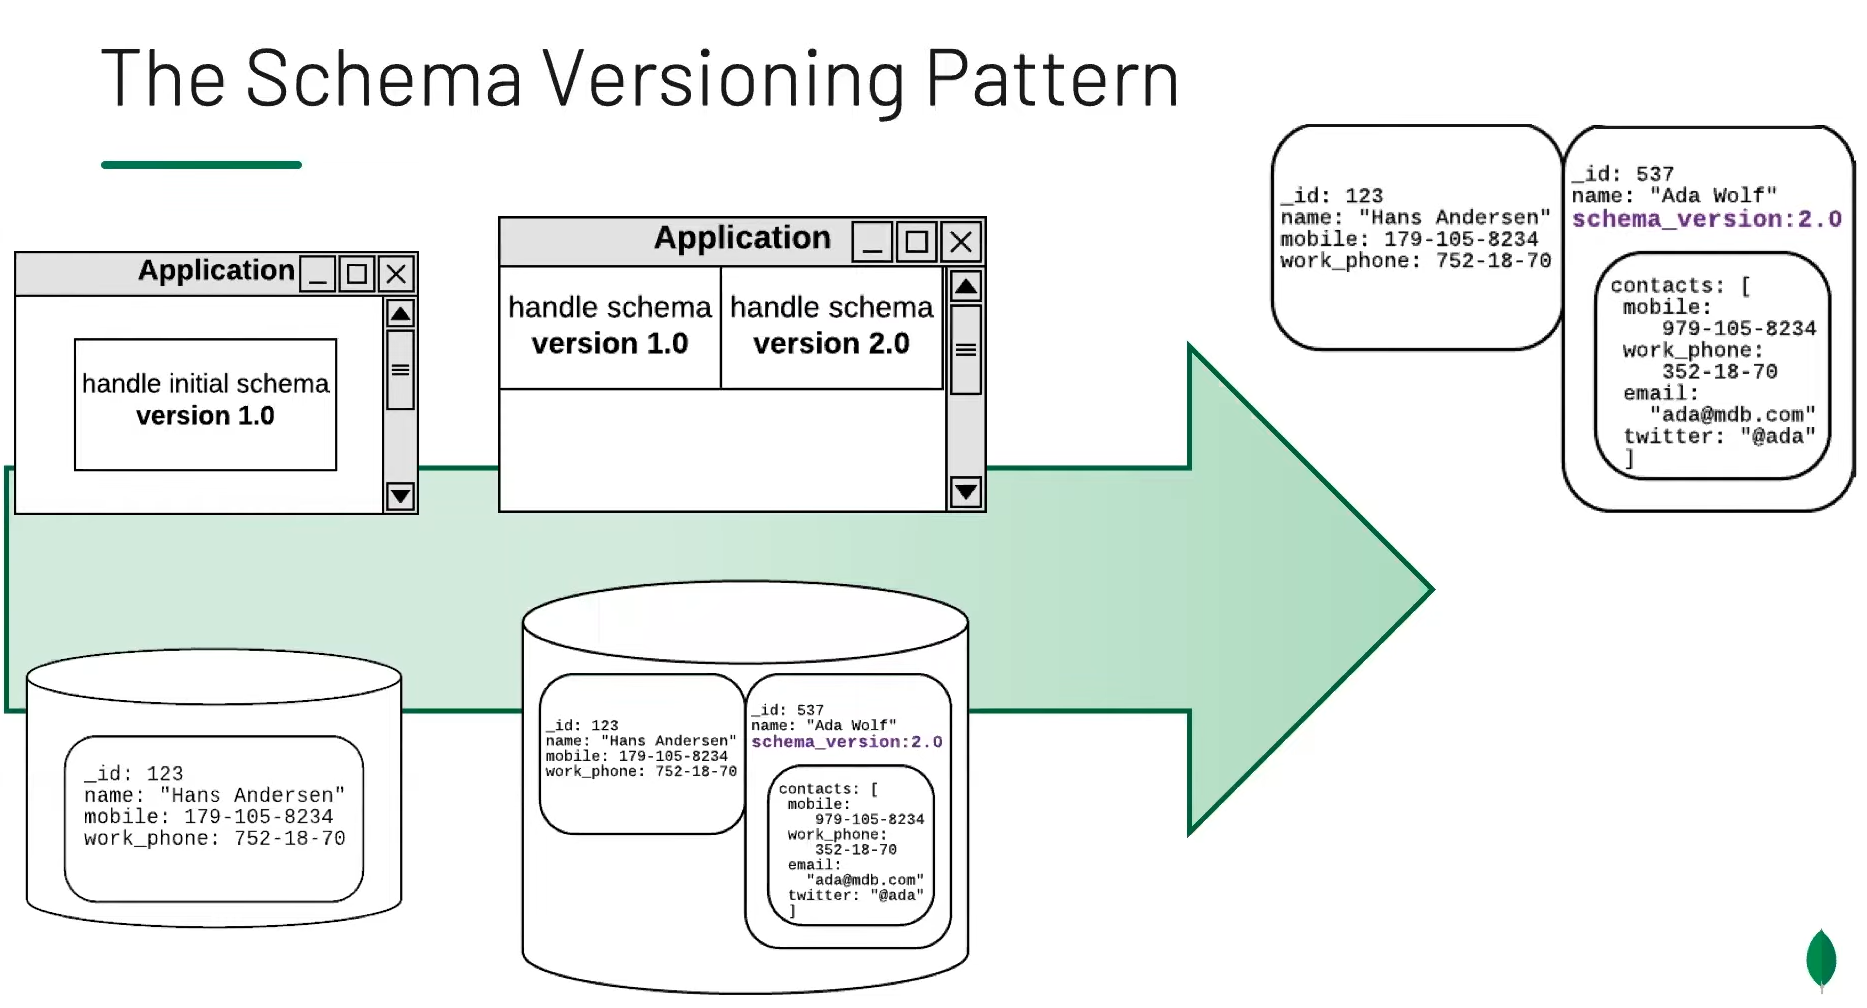 The Schema Versioning Pattern
Application
handle initial schema
version 1.0
Application
handle schema
version 1.0
handle schema
version 2.0
_id: 123
name: "Hans Andersen"
mobile: 179-105-8234
work_phone: 752-18-70
_id: 537
name: "Ada Wolf"
schema_version:2.0
contacts: [
mobile:
979-105-8234
work_phone:
352-18-70
email:
"ada@mdb.com"
twitter: "@ada"
]
_id: 123
name: "Hans Andersen"
mobile: 179-105-8234
work_phone: 752-18-70
_id: 123
name: "Hans Andersen"
mobile: 179-105-8234
work_phone: 752-18-70
_id: 537
name: "Ada Wolf"
schema_version:2.0
contacts: [
mobile:
979-105-8234
work_phone:
352-18-70
email:
"ada@mdb.com"
twitter: "@ada"
]